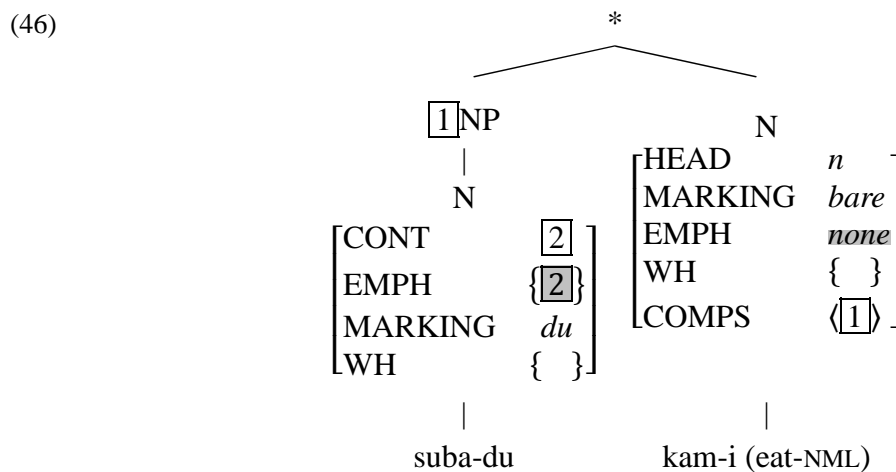 (46)
*
1 NP N
| HEAD n
N MARKING bare
CONT 2 EMPH none
EMPH {2} WH { }
MARKING du COMPS ⟨1⟩
WH { }
| |
suba-du kam-i (eat-NML)